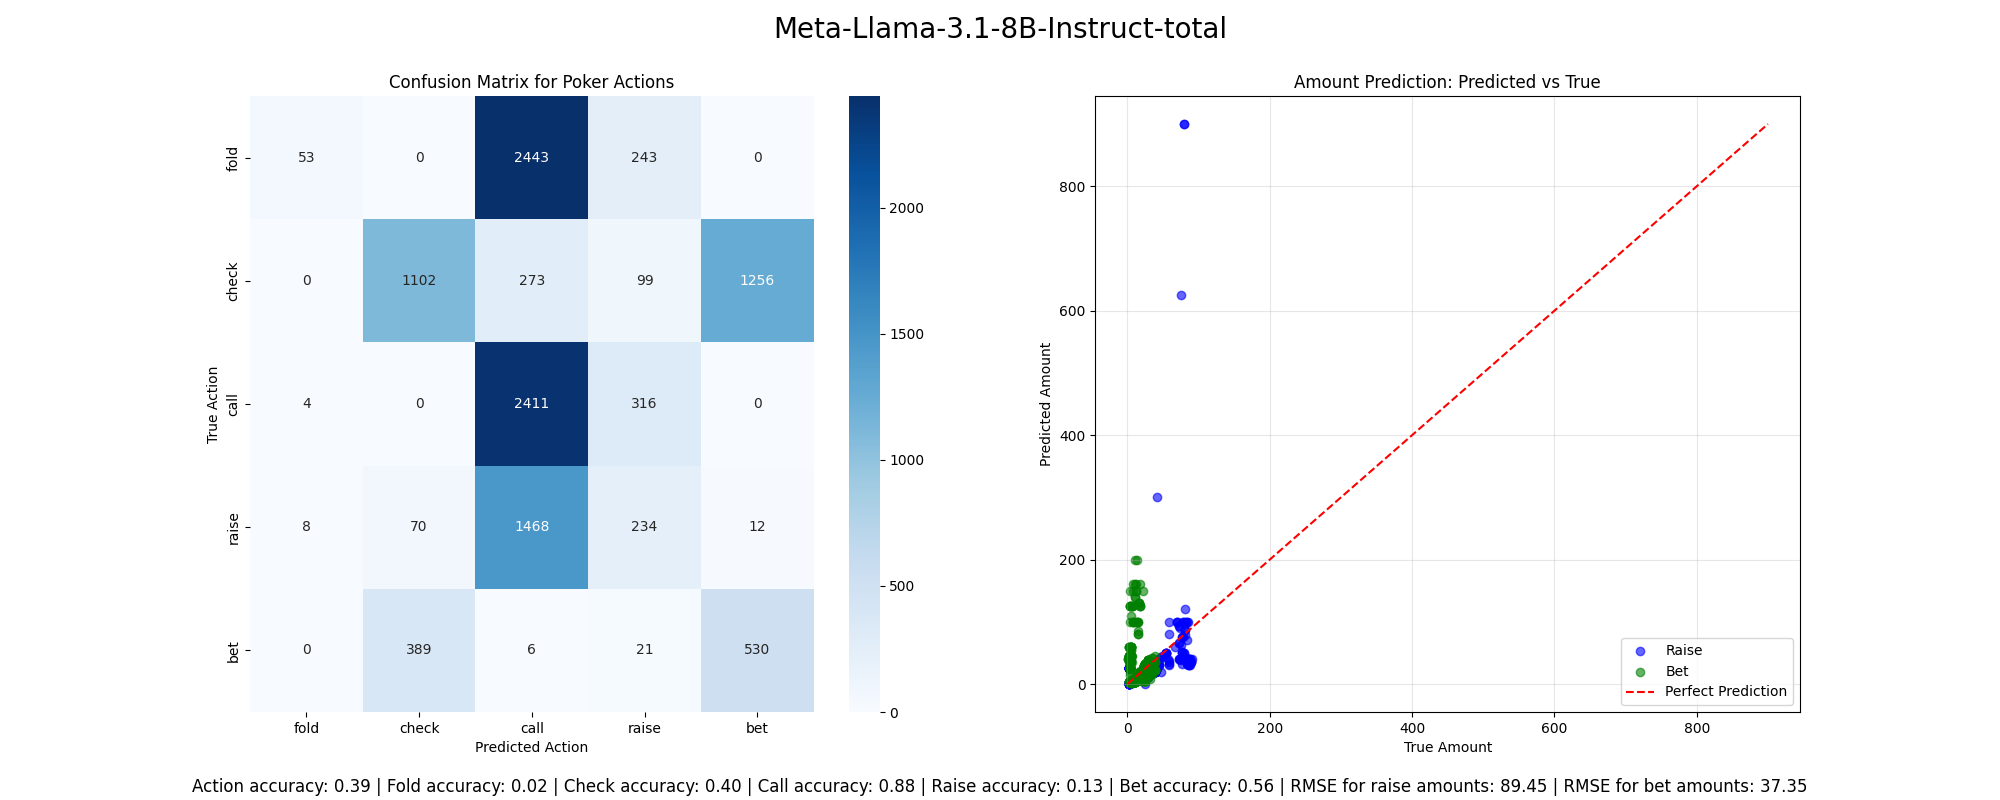 Meta-Llama-3.1-8B-Instruct-total
Confusion Matrix for Poker Actions
True Action
fold
check
call
raise
bet
53 0 2443 243 0
0 1102 273 99 1256
4 0 2411 316 0
8 70 1468 234 12
0 389 6 21 530
fold check call raise bet
Predicted Action
2000
1500
1000
500
0
Amount Prediction: Predicted vs True
Predicted Amount
800
600
400
200
0
0 200 400 600 800
True Amount
Raise
Bet
Perfect Prediction
Action accuracy: 0.39 | Fold accuracy: 0.02 | Check accuracy: 0.40 | Call accuracy: 0.88 | Raise accuracy: 0.13 | Bet accuracy: 0.56 | RMSE for raise amounts: 89.45 | RMSE for bet amounts: 37.35